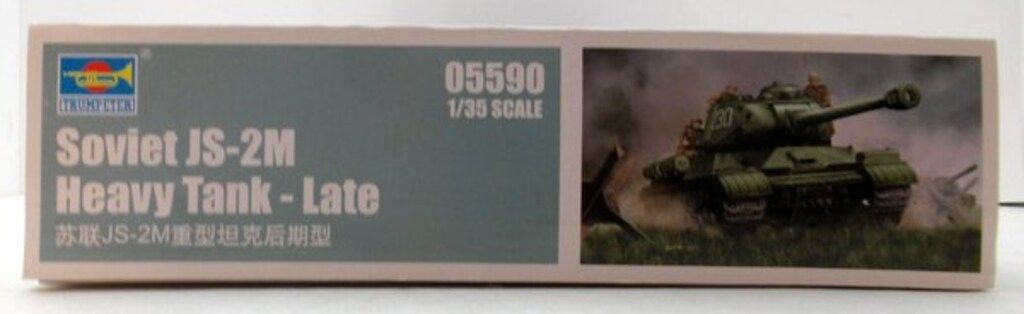 TRUMPETER
05590
1/35 SCALE
Soviet JS-2M
Heavy Tank - Late
苏联JS-2M重型坦克后期型
230